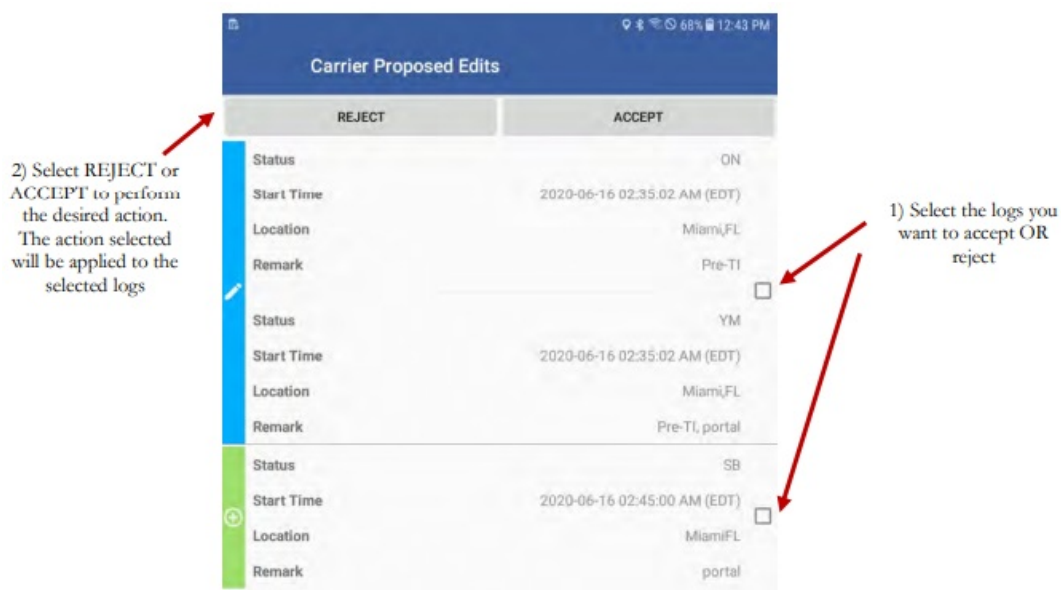 68% 12:43 PM
Carrier Proposed Edits
REJECT ACCEPT
Status ON
Start Time 2020-06-16 02:35:02 AM (EDT)
Location Miami,FL
Remark Pre-TI
Status YM
Start Time 2020-06-16 02:35:02 AM (EDT)
Location Miami,FL
Remark Pre-TI, portal
Status SB
Start Time 2020-06-16 02:45:00 AM (EDT)
Location MiamiFL
Remark portal
2) Select REJECT or
ACCEPT to perform
the desired action.
The action selected
will be applied to the
selected logs
1) Select the logs you
want to accept OR
reject